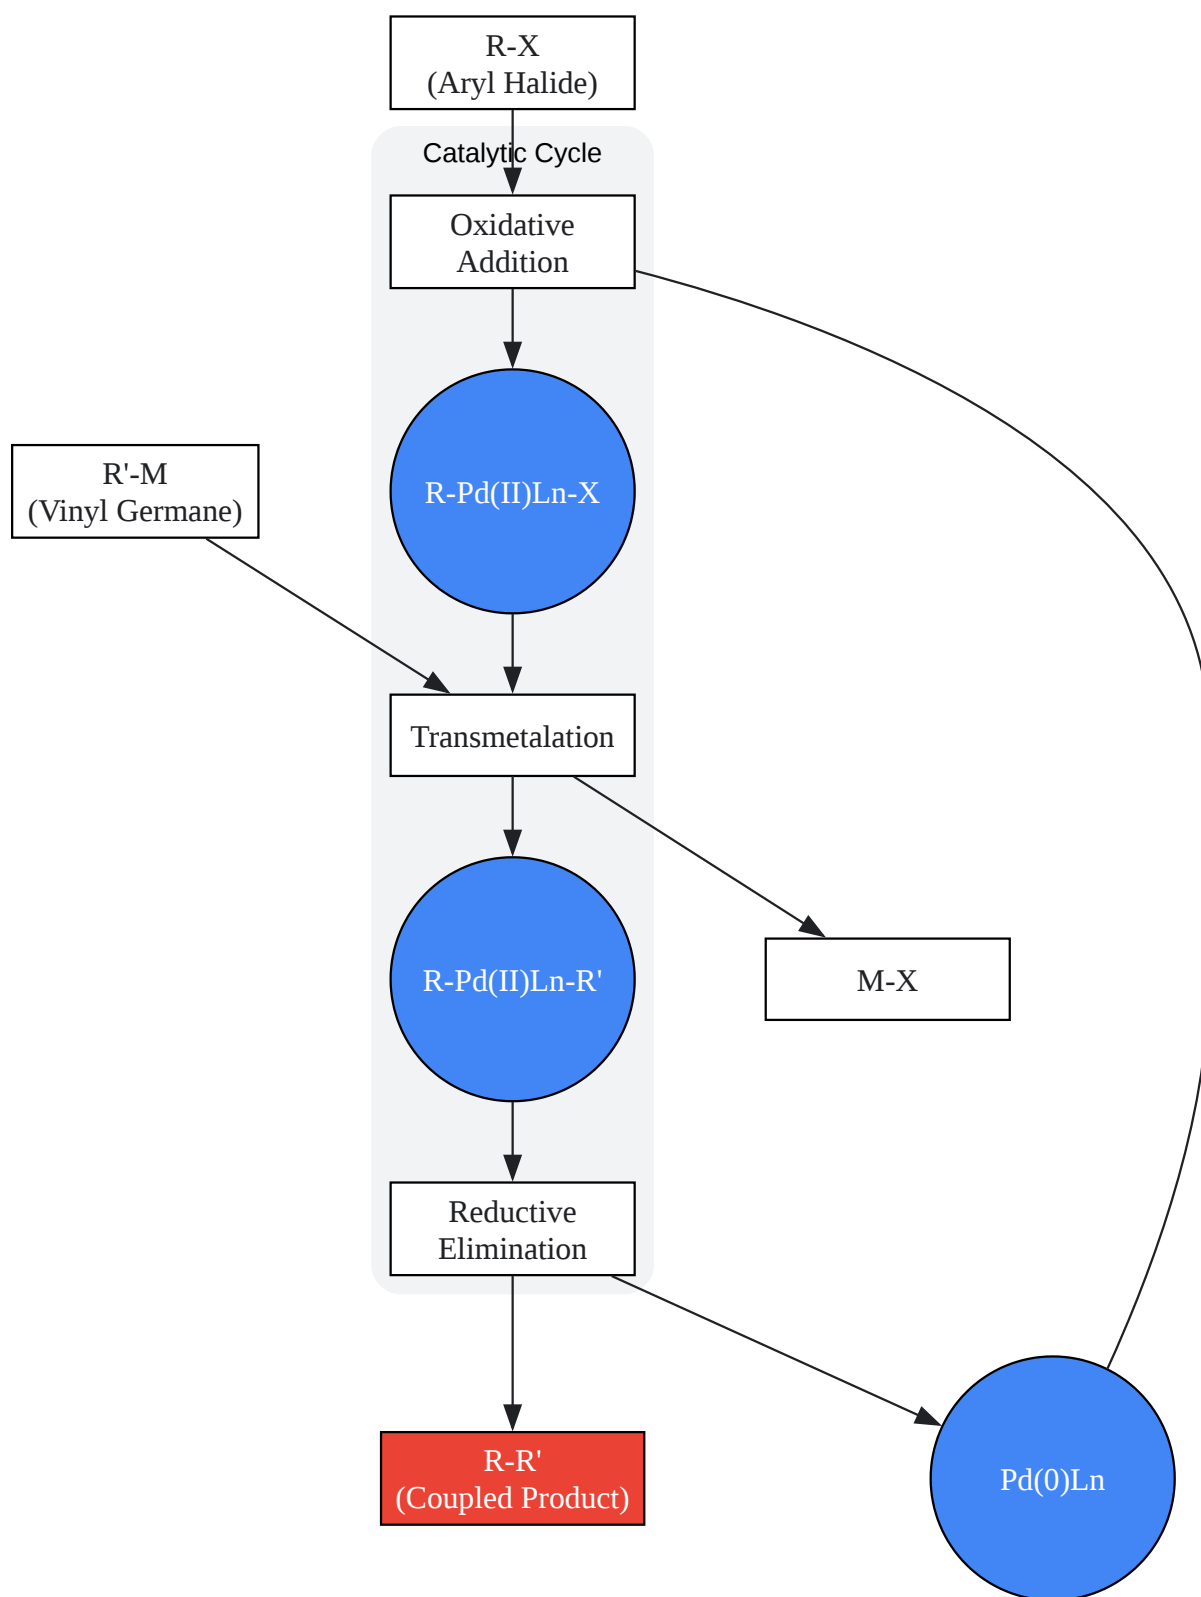 R-X
(Aryl Halide)
Catalytic Cycle
Oxidative
Addition
R-Pd(II)Ln-X
R'-M
(Vinyl Germane)
Transmetalation
R-Pd(II)Ln-R'
M-X
Reductive
Elimination
R-R'
(Coupled Product)
Pd(0)Ln